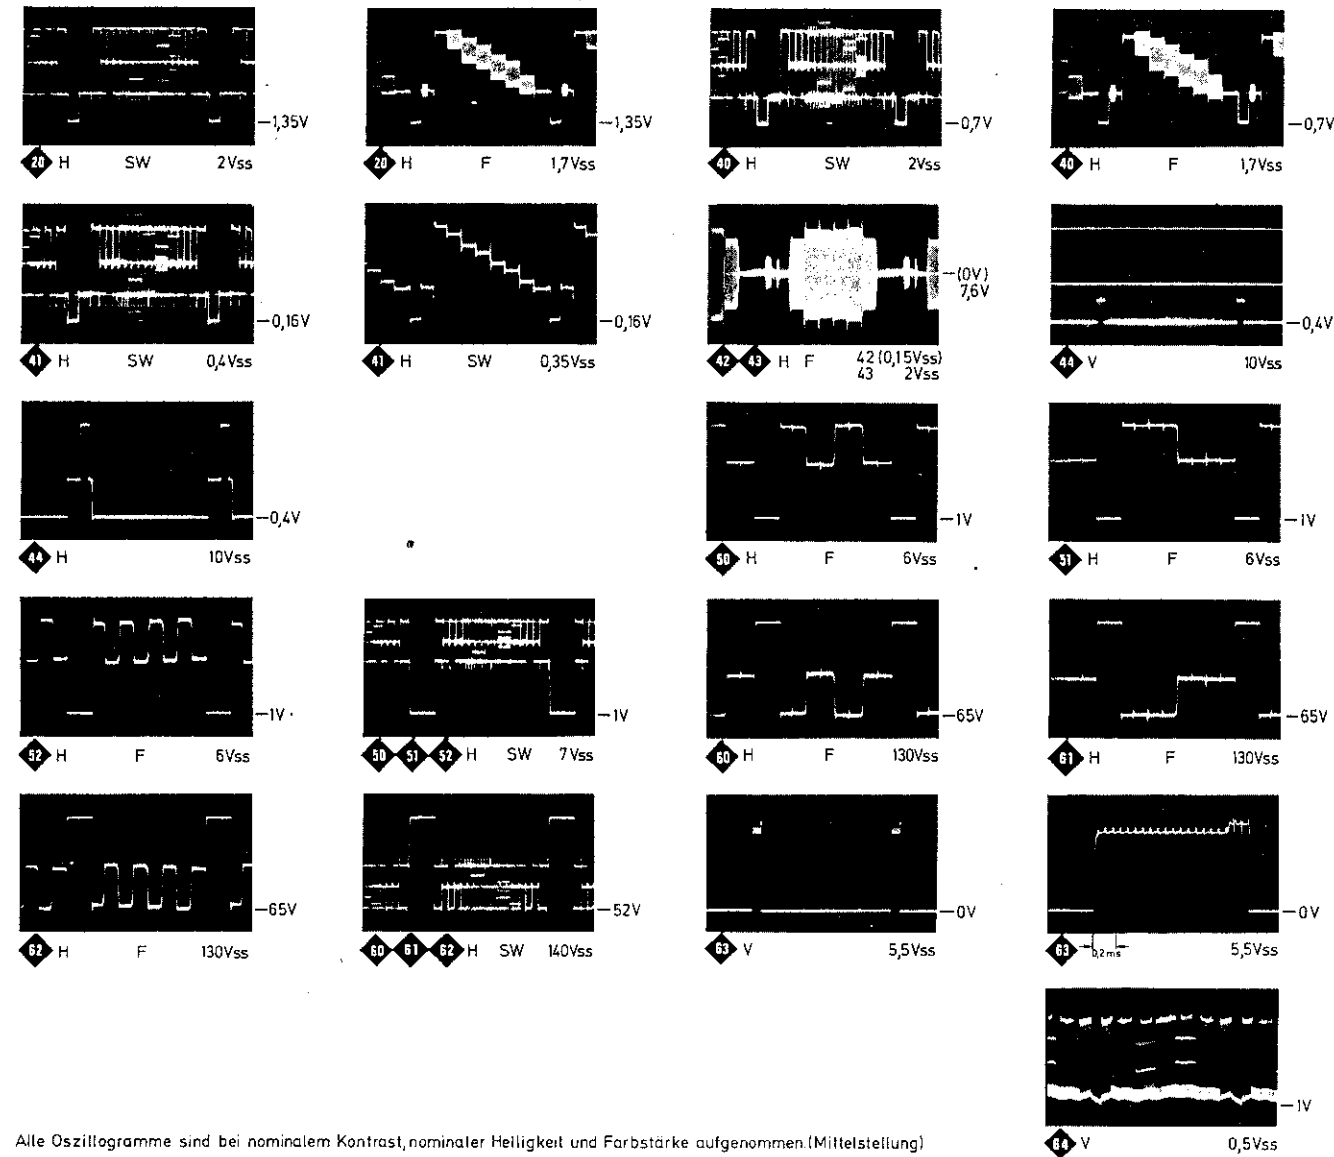 —1,35V —1,35V —0,7V —0,7V
20 H SW 2Vss 20 H F 1,7Vss 40 H SW 2Vss 40 H F 1,7Vss
—0,16V —0,16V —(0V) —0,4V
7,6V
41 H SW 0,4Vss 41 H SW 0,35Vss 42 43 H F 42 (0,15Vss) 44 V 10Vss
43 2Vss
—0,4V —1V —1V
44 H 10Vss 50 H F 6Vss 51 H F 6Vss
—1V —1V —65V —65V
52 H F 6Vss 50 51 52 H SW 7Vss 60 H F 130Vss 61 H F 130Vss
—65V —52V —0V —0V
62 H F 130Vss 60 61 62 H SW 140Vss 63 V 5,5Vss 63 0,2ms 5,5Vss
—1V
Alle Oszillogramme sind bei nominalem Kontrast, nominaler Helligkeit und Farbstärke aufgenommen.(Mittelstellung) 64 V 0,5Vss